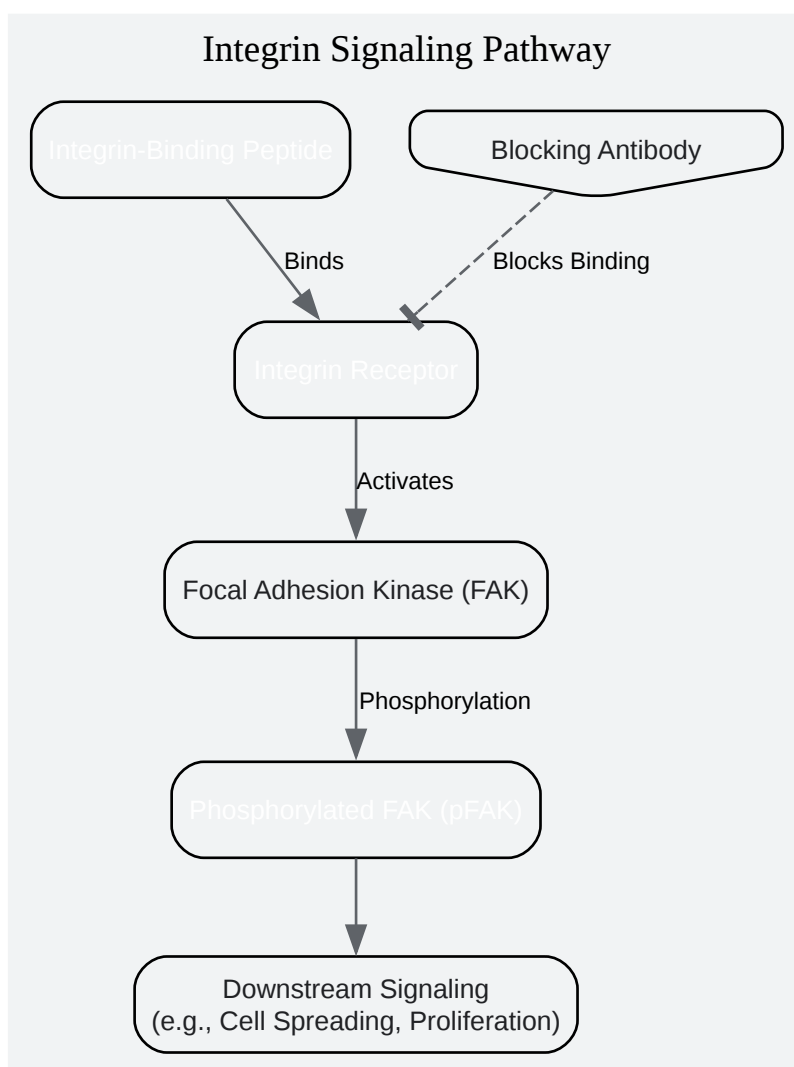 Integrin Signaling Pathway
Integrin-Binding Peptide
Blocking Antibody
Binds
Blocks Binding
Integrin Receptor
Activates
Focal Adhesion Kinase (FAK)
Phosphorylation
Phosphorylated FAK (pFAK)
Downstream Signaling
(e.g., Cell Spreading, Proliferation)